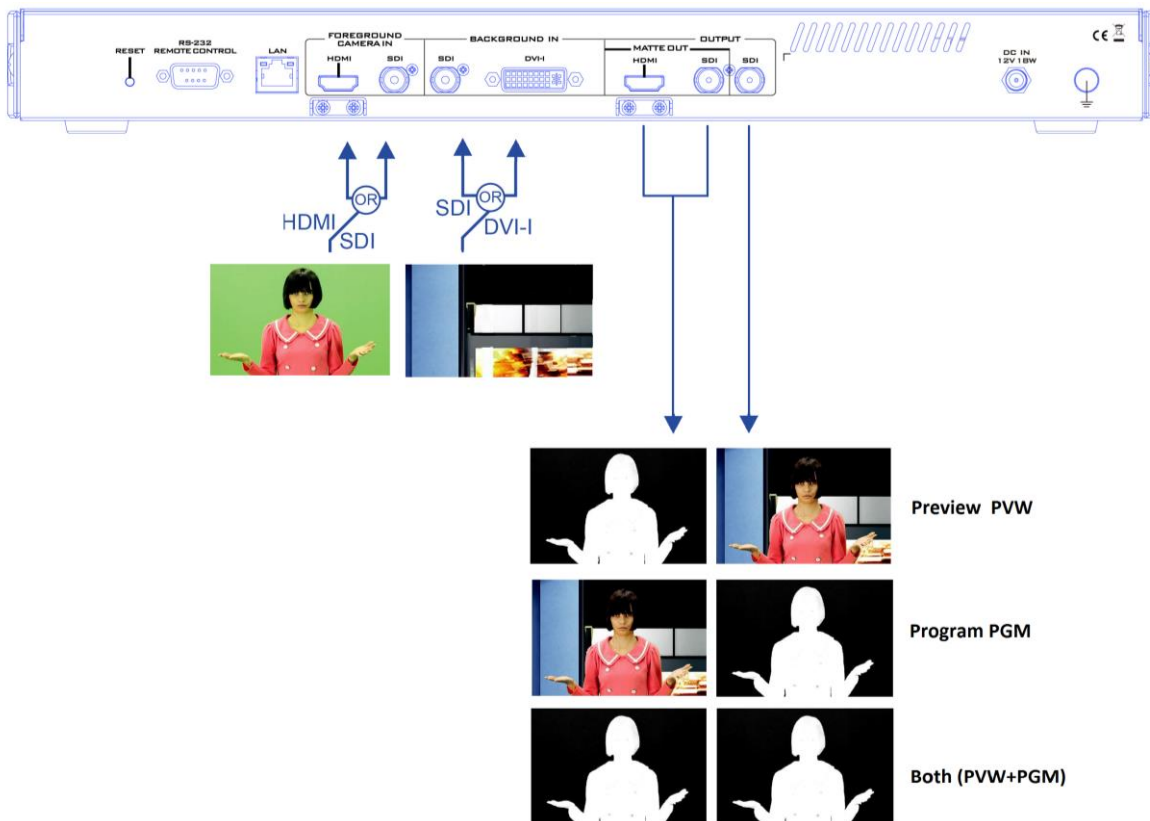 RESET
RS-232
REMOTE CONTROL
LAN
FOREGROUND
CAMERA IN
HDMI
SDI
BACKGROUND IN
SDI
DVI-I
OUTPUT
MATTE OUT
HDMI
SDI
SDI
DC IN
12V 18W
CE
OR
HDMI
SDI
OR
SDI
DVI-I
Preview PVW
Program PGM
Both (PVW+PGM)